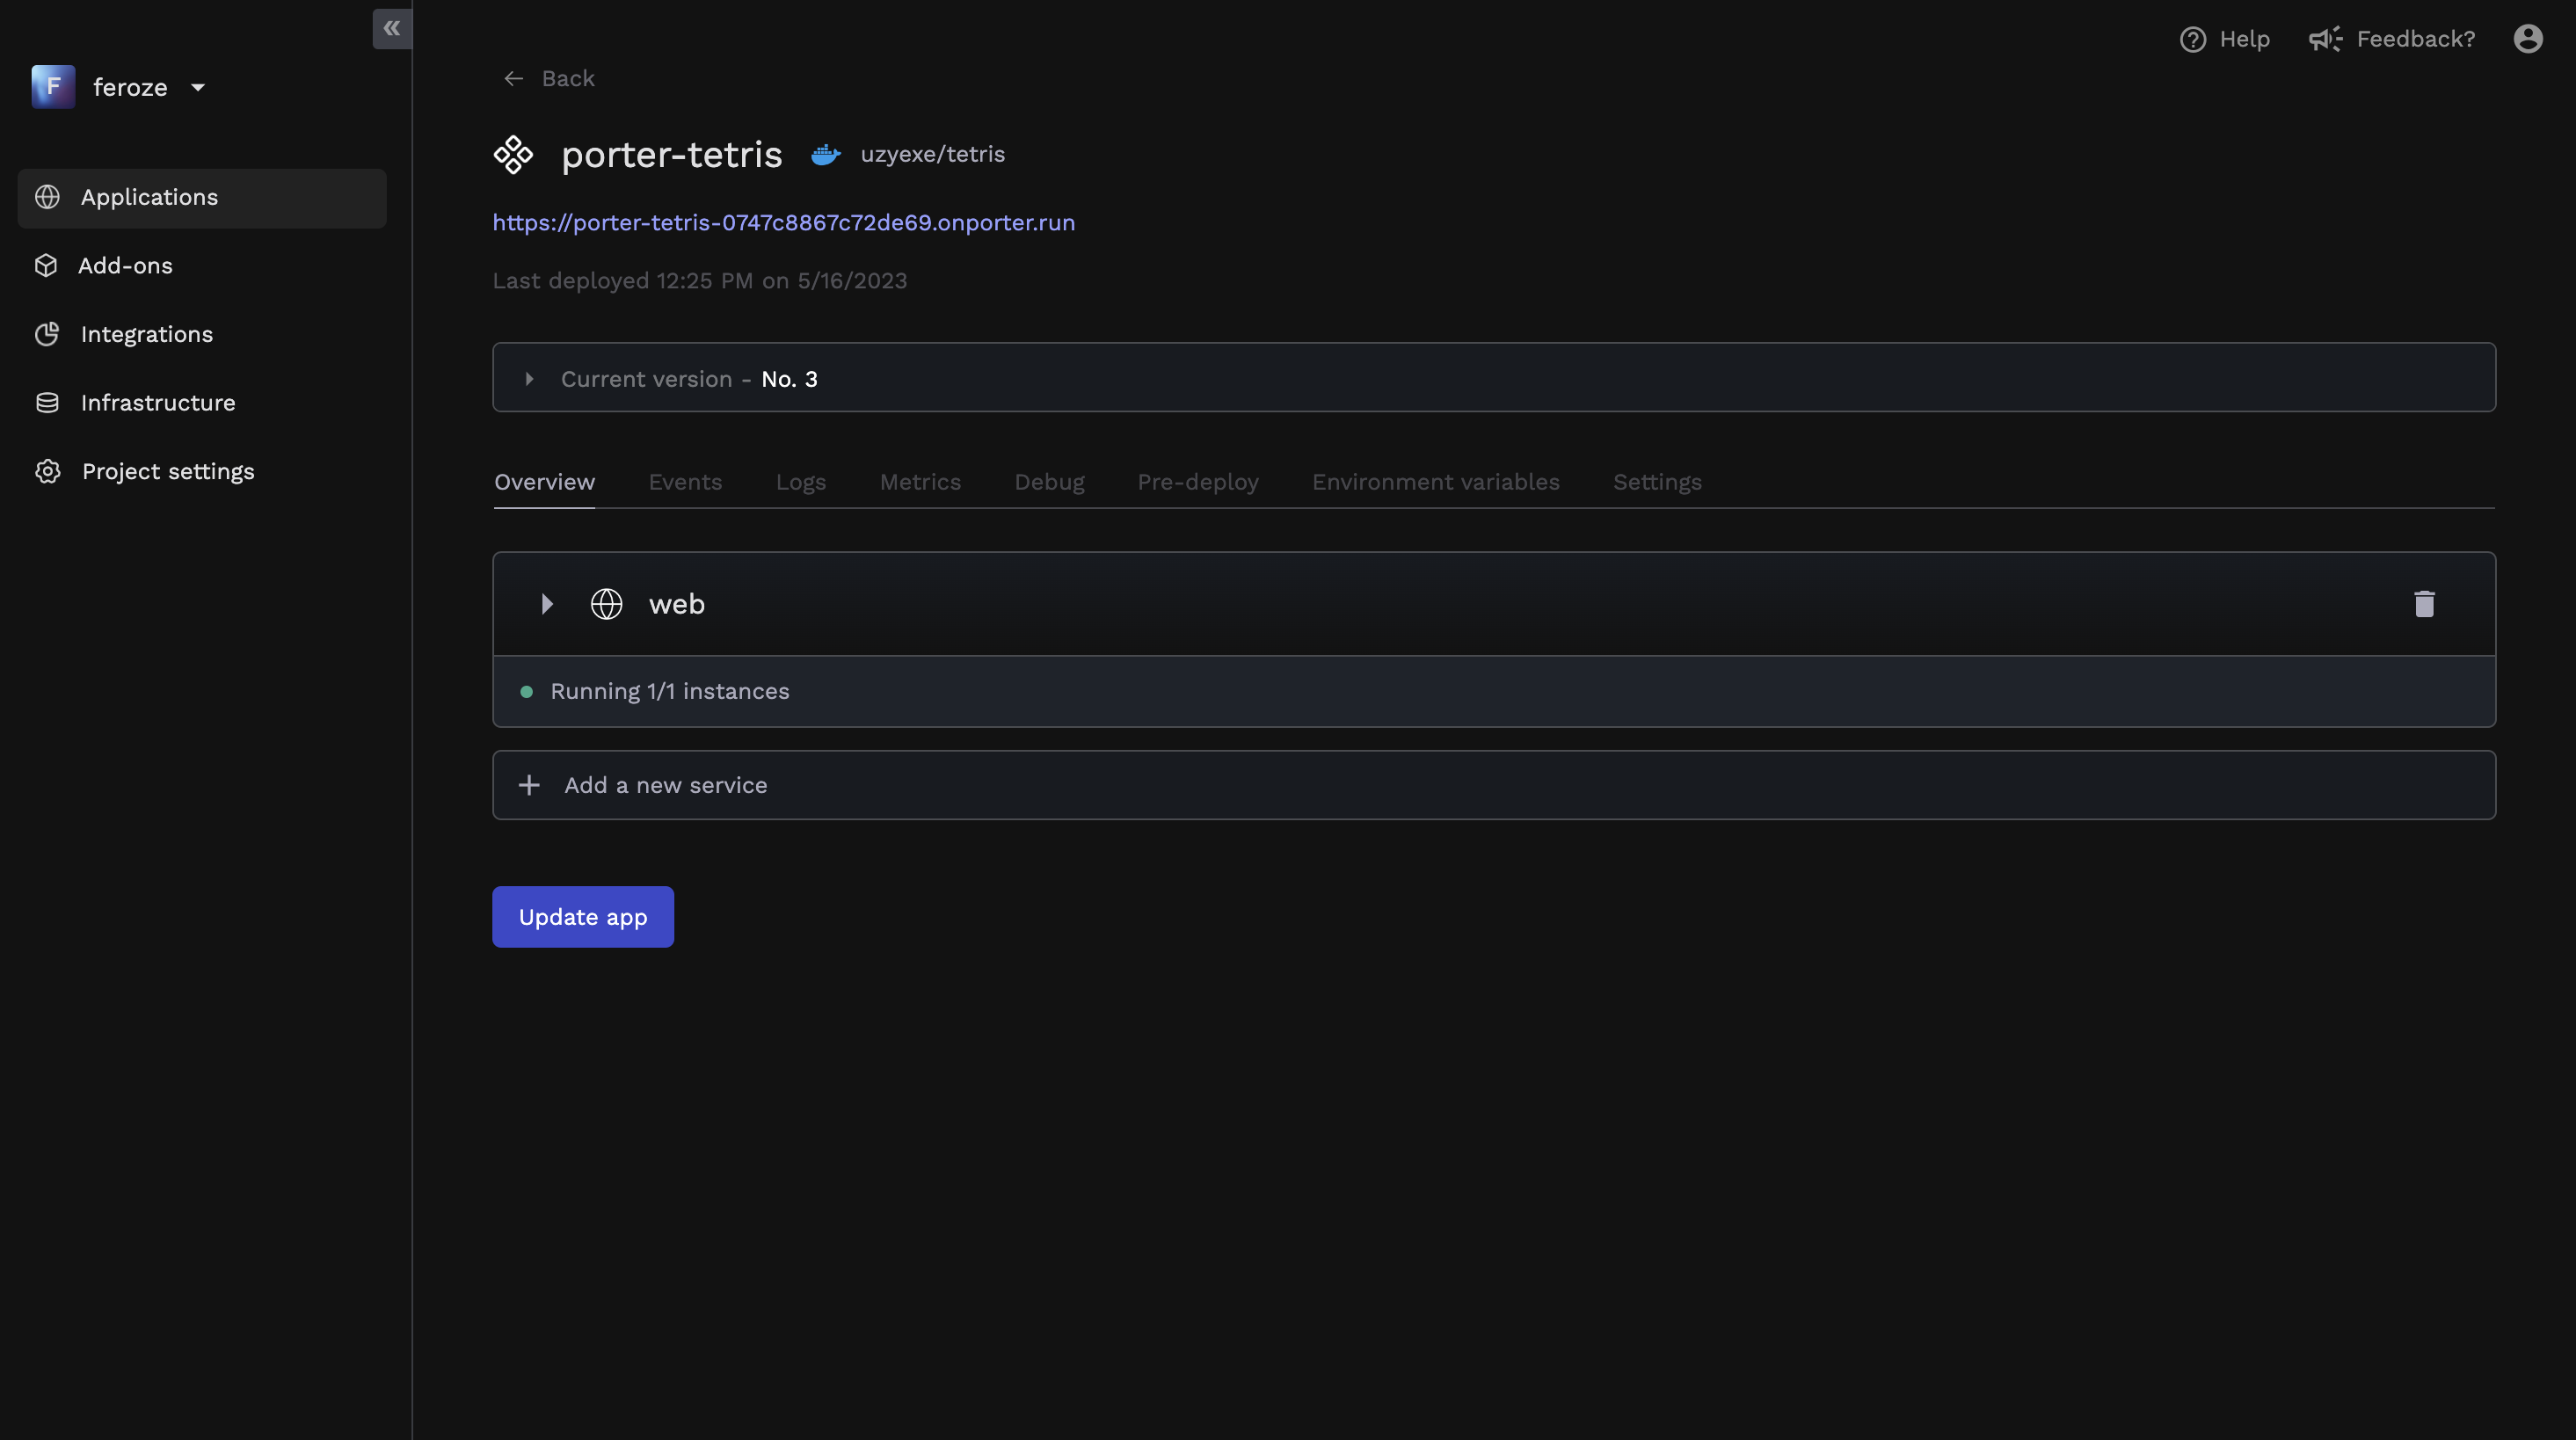 F feroze
Applications
Add-ons
Integrations
Infrastructure
Project settings
Help Feedback?
Back
porter-tetris uzyexe/tetris
https://porter-tetris-0747c8867c72de69.onporter.run
Last deployed 12:25 PM on 5/16/2023
Current version - No. 3
Overview Events Logs Metrics Debug Pre-deploy Environment variables Settings
web
Running 1/1 instances
Add a new service
Update app